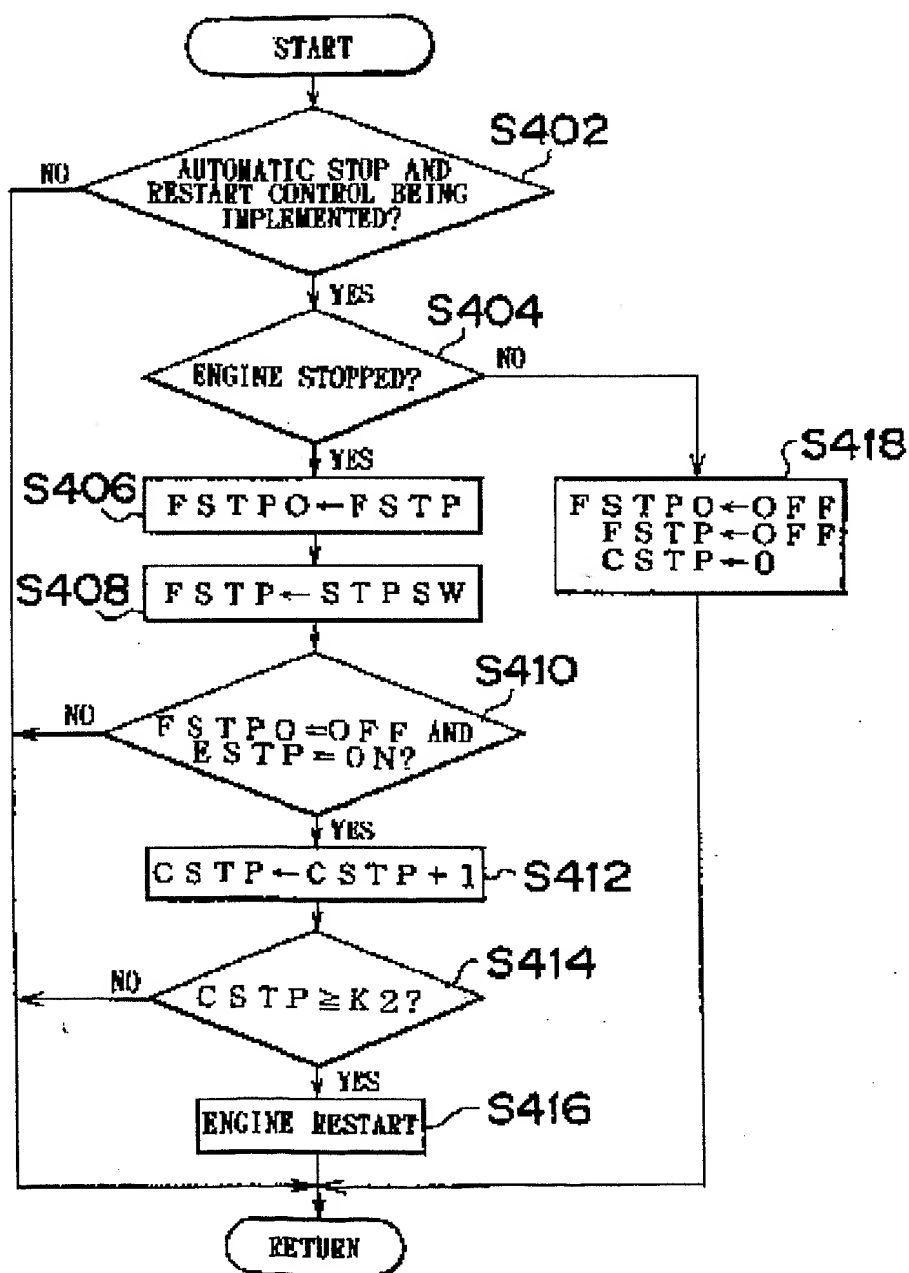 START
S402
NO
AUTOMATIC STOP AND
RESTART CONTROL BEING
IMPLEMENTED?
YES
S404
ENGINE STOPPED?
NO
YES
S406
FSTPO←FSTP
S418
FSTPO←OFF
FSTP←OFF
CSTP←0
S408
FSTP←STPSW
S410
NO
FSTPO=OFF AND
FSTP=ON?
YES
CSTP←CSTP+1
S412
S414
NO
CSTP≧K2?
YES
ENGINE RESTART
S416
RETURN